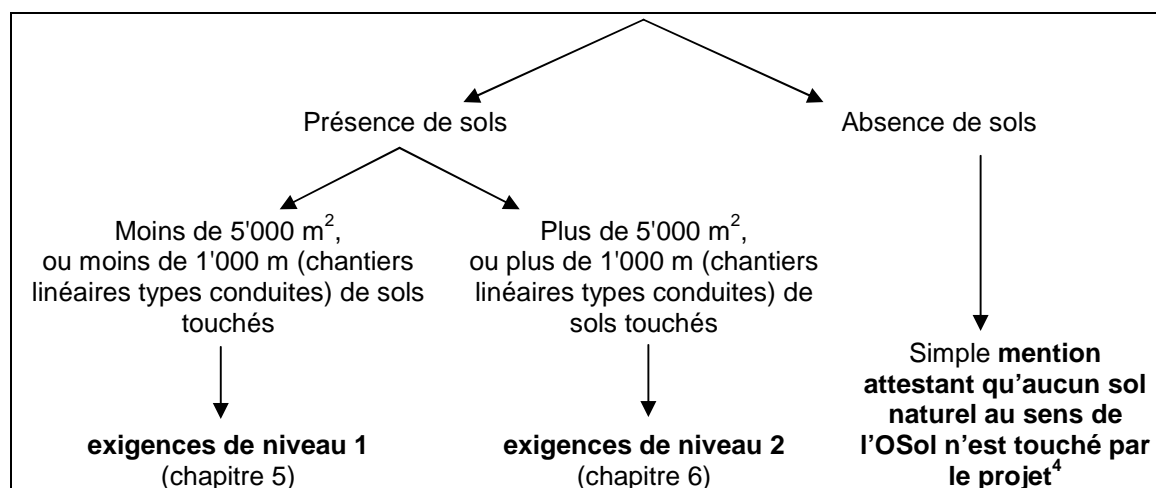 Présence de sols
Absence de sols
Moins de 5'000 m²,
ou moins de 1'000 m (chantiers
linéaires types conduites) de sols
touchés
Plus de 5'000 m²,
ou plus de 1'000 m (chantiers
linéaires types conduites) de
sols touchés
exigences de niveau 1
(chapitre 5)
exigences de niveau 2
(chapitre 6)
Simple mention
attestant qu’aucun sol
naturel au sens de
l’OSol n’est touché par
le projet⁴